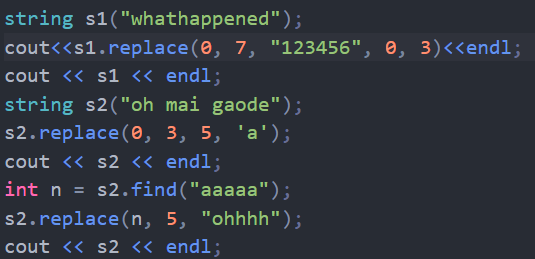 string s1("whathappened");
cout<<s1.replace(0, 7, "123456", 0, 3)<<endl;
cout << s1 << endl;
string s2("oh mai gaode");
s2.replace(0, 3, 5, 'a');
cout << s2 << endl;
int n = s2.find("aaaaa");
s2.replace(n, 5, "ohhhh");
cout << s2 << endl;